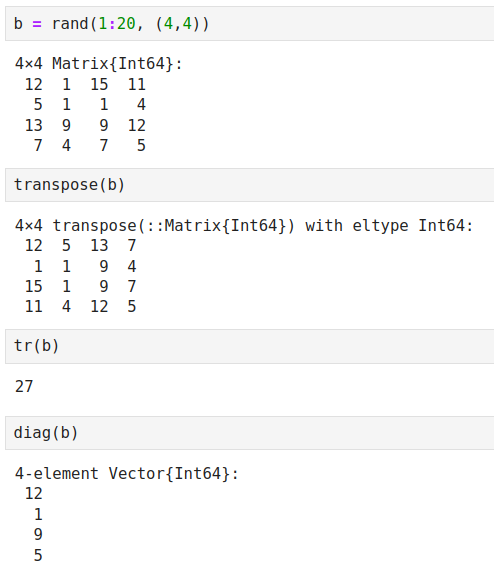 b = rand(1:20, (4,4))
4×4 Matrix{Int64}:
 12  1  15  11
  5  1   1   4
 13  9   9  12
  7  4   7   5
transpose(b)
4×4 transpose(::Matrix{Int64}) with eltype Int64:
 12  5  13  7
  1  1   9  4
 15  1   9  7
 11  4  12  5
tr(b)
27
diag(b)
4-element Vector{Int64}:
 12
  1
  9
  5